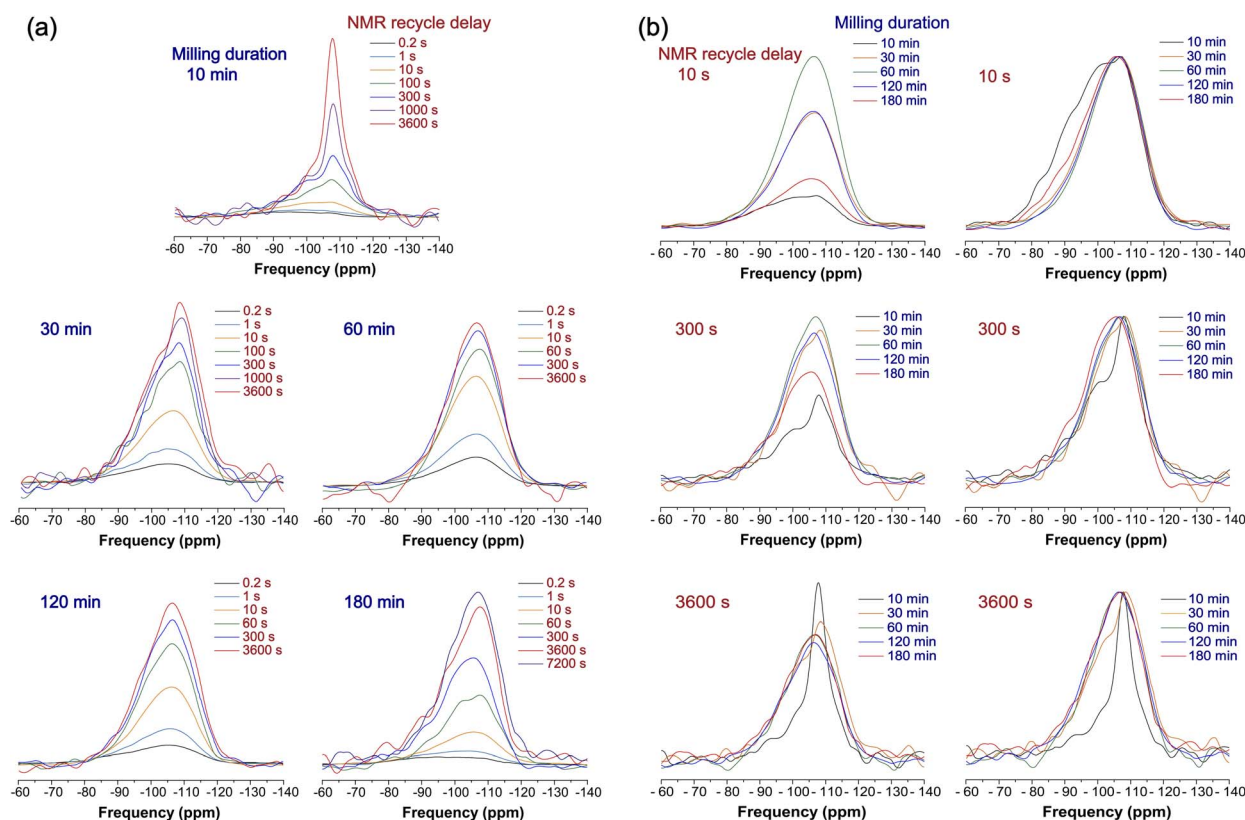 (a)
NMR recycle delay
Milling duration
10 min
0.2 s
1 s
10 s
100 s
300 s
1000 s
3600 s
-60 -70 -80 -90 -100 -110 -120 -130 -140
Frequency (ppm)
30 min
0.2 s
1 s
10 s
100 s
300 s
1000 s
3600 s
-60 -70 -80 -90 -100 -110 -120 -130 -140
Frequency (ppm)
60 min
0.2 s
1 s
10 s
60 s
300 s
3600 s
-60 -70 -80 -90 -100 -110 -120 -130 -140
Frequency (ppm)
120 min
0.2 s
1 s
10 s
60 s
300 s
3600 s
-60 -70 -80 -90 -100 -110 -120 -130 -140
Frequency (ppm)
180 min
0.2 s
1 s
10 s
60 s
300 s
3600 s
7200 s
-60 -70 -80 -90 -100 -110 -120 -130 -140
Frequency (ppm)
(b)
Milling duration
NMR recycle delay
10 s
10 min
30 min
60 min
120 min
180 min
- 60 - 70 - 80 - 90 - 100 - 110 - 120 - 130 - 140
Frequency (ppm)
10 s
10 min
30 min
60 min
120 min
180 min
- 60 - 70 - 80 - 90 - 100 - 110 - 120 - 130 - 140
Frequency (ppm)
300 s
10 min
30 min
60 min
120 min
180 min
- 60 - 70 - 80 - 90 - 100 - 110 - 120 - 130 - 140
Frequency (ppm)
300 s
10 min
30 min
60 min
120 min
180 min
- 60 - 70 - 80 - 90 - 100 - 110 - 120 - 130 - 140
Frequency (ppm)
3600 s
10 min
30 min
60 min
120 min
180 min
- 60 - 70 - 80 - 90 - 100 - 110 - 120 - 130 - 140
Frequency (ppm)
3600 s
10 min
30 min
60 min
120 min
180 min
- 60 - 70 - 80 - 90 - 100 - 110 - 120 - 130 - 140
Frequency (ppm)